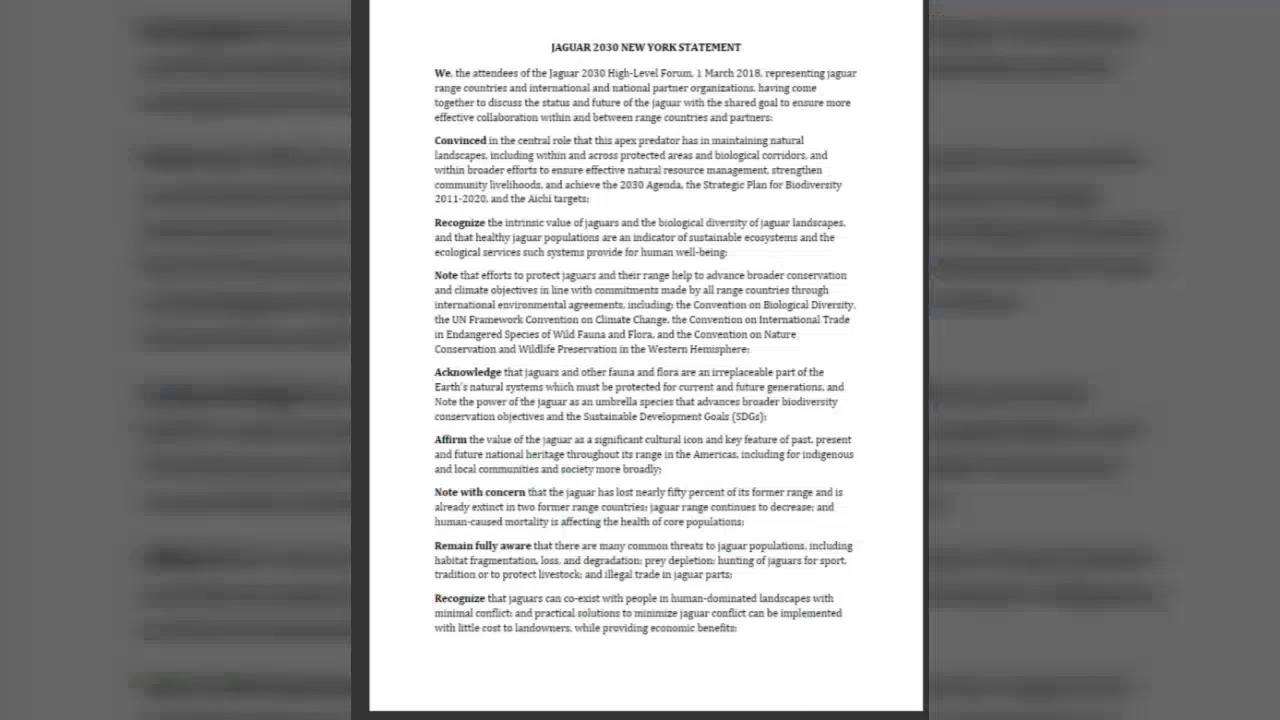 JAGUAR 2030 NEW YORK STATEMENT
We, the attendees of the Jaguar 2030 High-Level Forum, 1 March 2018, representing jaguar
range countries and international and national partner organizations, having come
together to discuss the status and future of the jaguar with the shared goal to ensure more
effective collaboration within and between range countries and partners;
Convinced in the central role that this apex predator has in maintaining natural
landscapes, including within and across protected areas and biological corridors, and
within broader efforts to ensure effective natural resource management, strengthen
community livelihoods, and achieve the 2030 Agenda, the Strategic Plan for Biodiversity
2011-2020, and the Aichi targets;
Recognize the intrinsic value of jaguars and the biological diversity of jaguar landscapes,
and that healthy jaguar populations are an indicator of sustainable ecosystems and the
ecological services such systems provide for human well-being;
Note that efforts to protect jaguars and their range help to advance broader conservation
and climate objectives in line with commitments made by all range countries through
international environmental agreements, including: the Convention on Biological Diversity,
the UN Framework Convention on Climate Change, the Convention on International Trade
in Endangered Species of Wild Fauna and Flora, and the Convention on Nature
Conservation and Wildlife Preservation in the Western Hemisphere;
Acknowledge that jaguars and other fauna and flora are an irreplaceable part of the
Earth's natural systems which must be protected for current and future generations, and
Note the power of the jaguar as an umbrella species that advances broader biodiversity
conservation objectives and the Sustainable Development Goals (SDGs);
Affirm the value of the jaguar as a significant cultural icon and key feature of past, present
and future national heritage throughout its range in the Americas, including for indigenous
and local communities and society more broadly;
Note with concern that the jaguar has lost nearly fifty percent of its former range and is
already extinct in two former range countries; jaguar range continues to decrease; and
human-caused mortality is affecting the health of core populations;
Remain fully aware that there are many common threats to jaguar populations, including
habitat fragmentation, loss, and degradation; prey depletion; hunting of jaguars for sport,
tradition or to protect livestock; and illegal trade in jaguar parts;
Recognize that jaguars can co-exist with people in human-dominated landscapes with
minimal conflict; and practical solutions to minimize jaguar conflict can be implemented
with little cost to landowners, while providing economic benefits;